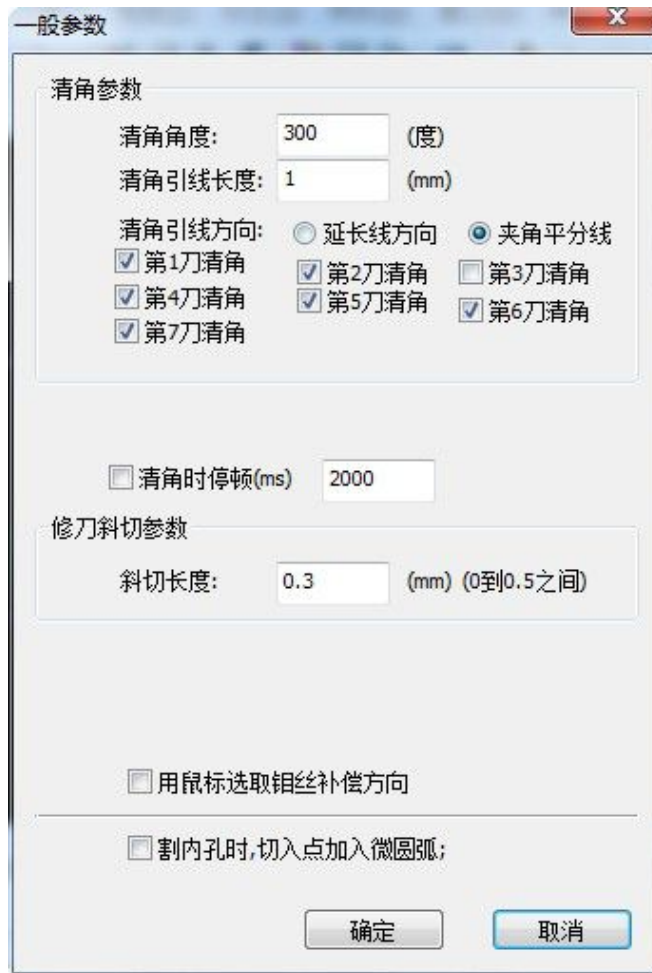 一般参数
清角参数
清角角度: 300 (度)
清角引线长度: 1 (mm)
清角引线方向: 延长线方向 夹角平分线
第1刀清角 第2刀清角 第3刀清角
第4刀清角 第5刀清角 第6刀清角
第7刀清角
清角时停顿(ms) 2000
修刀斜切参数
斜切长度: 0.3 (mm) (0到0.5之间)
用鼠标选取钼丝补偿方向
割内孔时,切入点加入微圆弧;
确定 取消